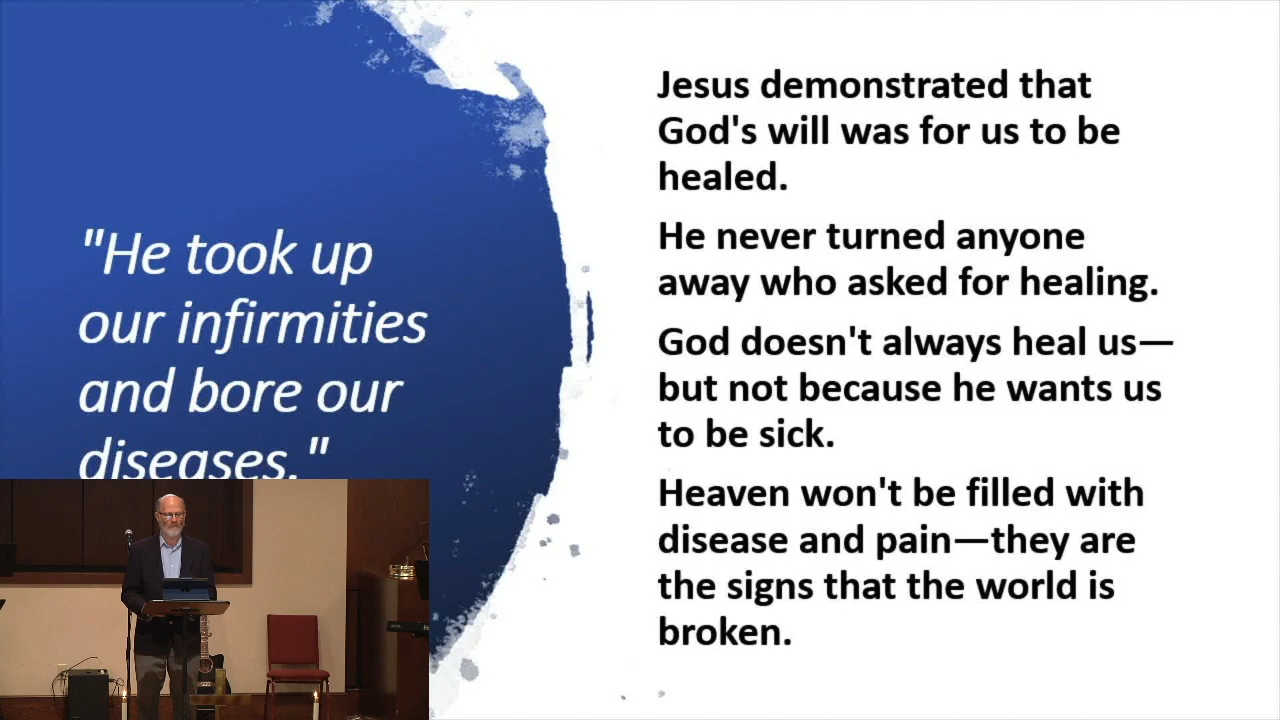 "He took up
our infirmities
and bore our
diseases."
Jesus demonstrated that
God's will was for us to be
healed.
He never turned anyone
away who asked for healing.
God doesn't always heal us—
but not because he wants us
to be sick.
Heaven won't be filled with
disease and pain—they are
the signs that the world is
broken.